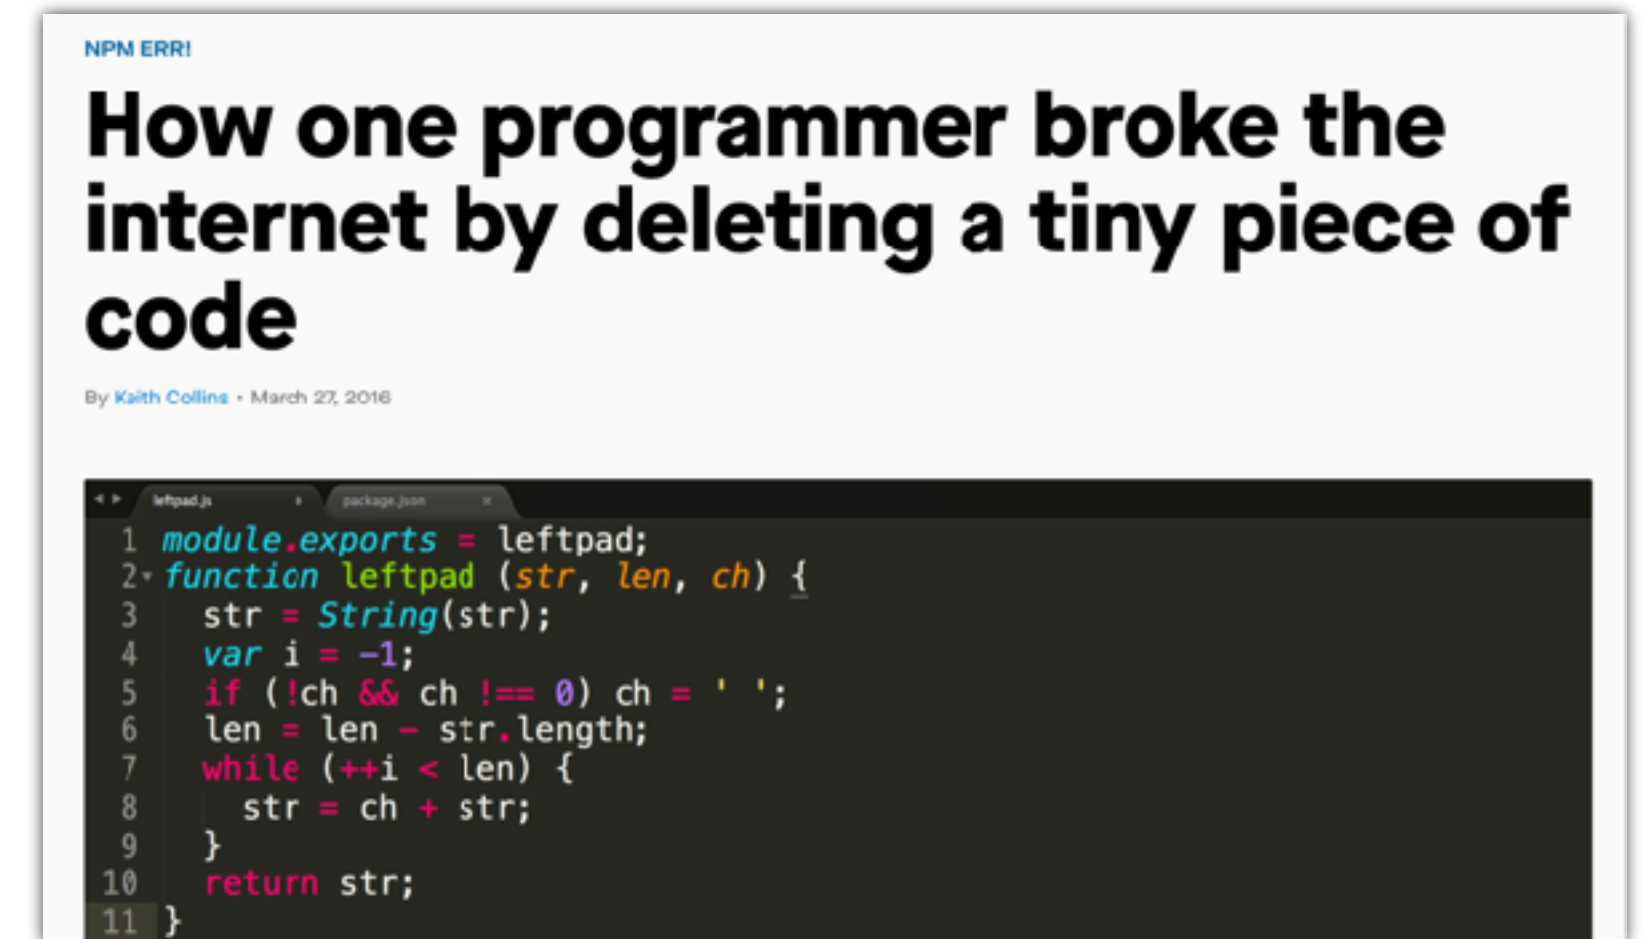 NPM ERR!
How one programmer broke the
internet by deleting a tiny piece of
code
By Keith Collins • March 27, 2016
leftpad.js
package.json ×
1 module.exports = leftpad;
2 function leftpad (str, len, ch) {
3 str = String(str);
4 var i = -1;
5 if (!ch && ch !== 0) ch = ' ';
6 len = len - str.length;
7 while (++i < len) {
8 str = ch + str;
9 }
10 return str;
11 }